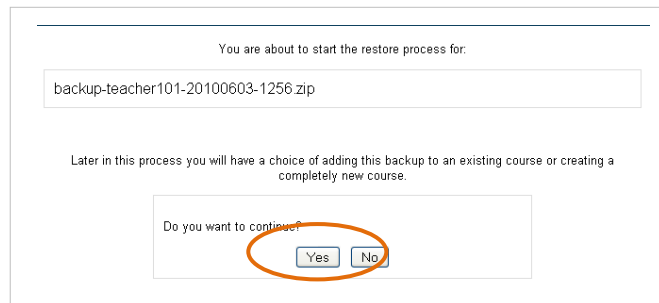 You are about to start the restore process for:
backup-teacher101-20100603-1256.zip
Later in this process you will have a choice of adding this backup to an existing course or creating a
completely new course.
Do you want to continue?
Yes No